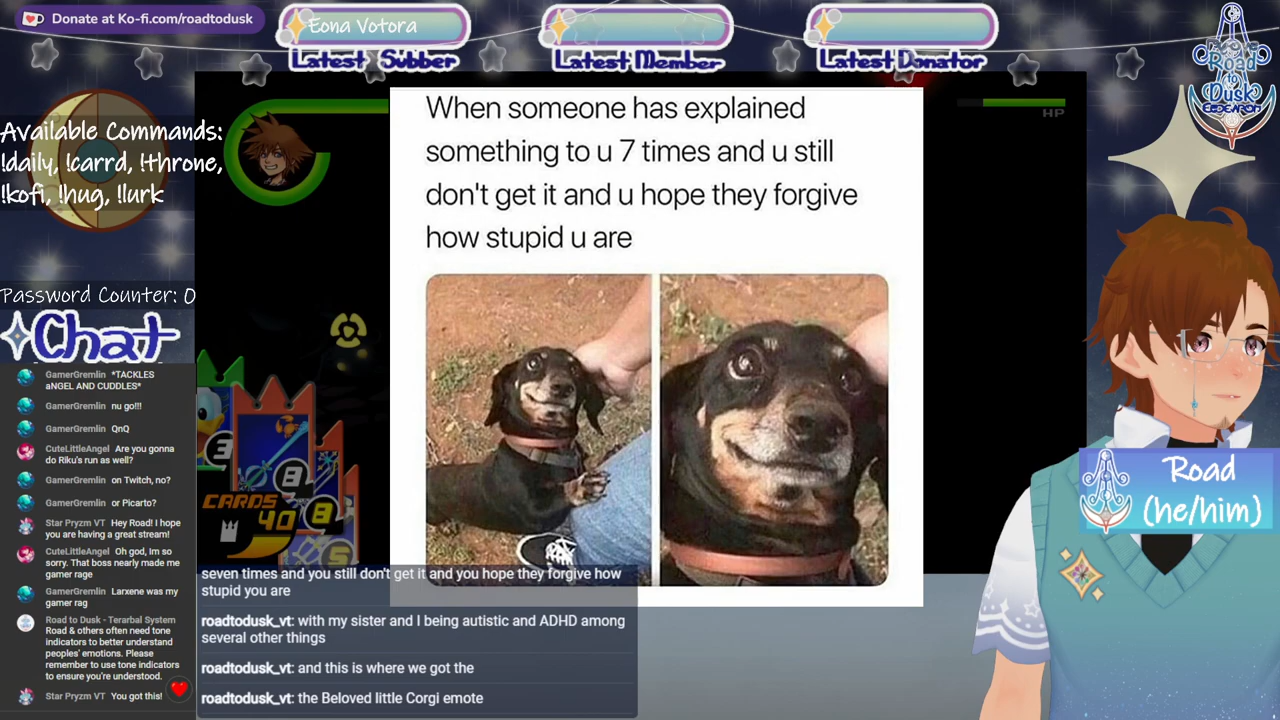 Donate at Ko-fi.com/roadtodusk
Eona Votora
Latest Subber
Latest Member
Latest Donator
Road
to
Dusk
Available Commands:
!daily, !carrd, !throne,
!kofi, !hug, !lurk
HP
When someone has explained
something to u 7 times and u still
don't get it and u hope they forgive
how stupid u are
Password Counter: 0
Chat
GamerGremlin *TACKLES
aNGEL AND CUDDLES*
GamerGremlin nu go!!!
GamerGremlin QnQ
CuteLittleAngel Are you gonna
do Riku's run as well?
GamerGremlin on Twitch, no?
GamerGremlin or Picarto?
Star Pryzm VT Hey Road! I hope
you are having a great stream!
CuteLittleAngel Oh god, Im so
sorry. That boss nearly made me
gamer rage
GamerGremlin Larxene was my
gamer rag
Road to Dusk - Terarbal System
Road & others often need tone
indicators to better understand
peoples' emotions. Please
remember to use tone indicators
to ensure you're understood.
Star Pryzm VT You got this!
3
8
8
5
CARDS
40
seven times and you still don't get it and you hope they forgive how
stupid you are
roadtodusk_vt: with my sister and I being autistic and ADHD among
several other things
roadtodusk_vt: and this is where we got the
roadtodusk_vt: the Beloved little Corgi emote
Road
(he/him)